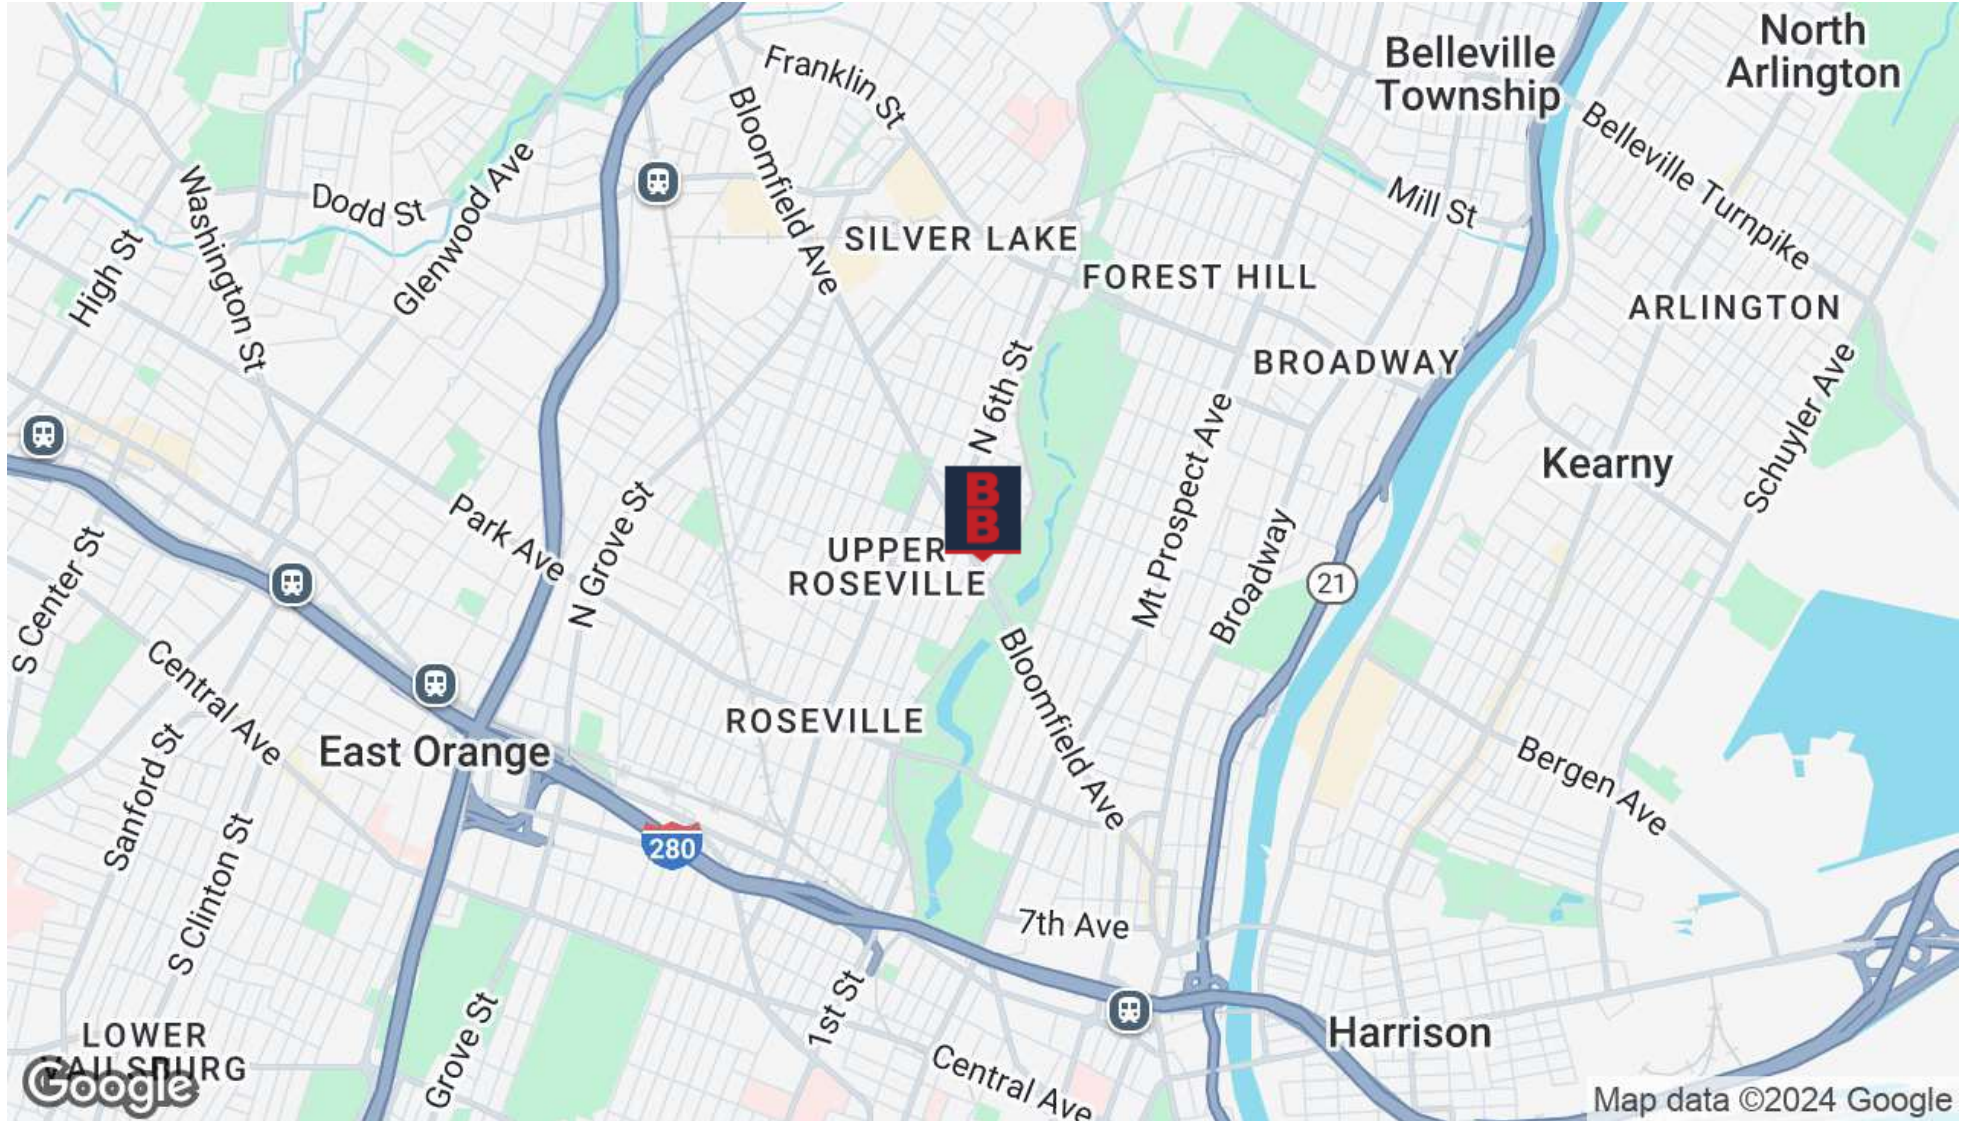 North
Arlington
Belleville
Township
Franklin St
Bloomfield Ave
Belleville Turnpike
Washington St
Dodd St
Glenwood Ave
Mill St
High St
SILVER LAKE
FOREST HILL
ARLINGTON
BROADWAY
N 6th St
Schuyler Ave
Mt Prospect Ave
Kearny
B
B
Park Ave
N Grove St
UPPER
ROSEVILLE
Broadway
21
S Center St
Central Ave
Bloomfield Ave
ROSEVILLE
East Orange
Sanford St
Bergen Ave
280
S Clinton St
7th Ave
1st St
Grove St
Harrison
LOWER
VAILSBURG
Google
Central Ave
Map data ©2024 Google